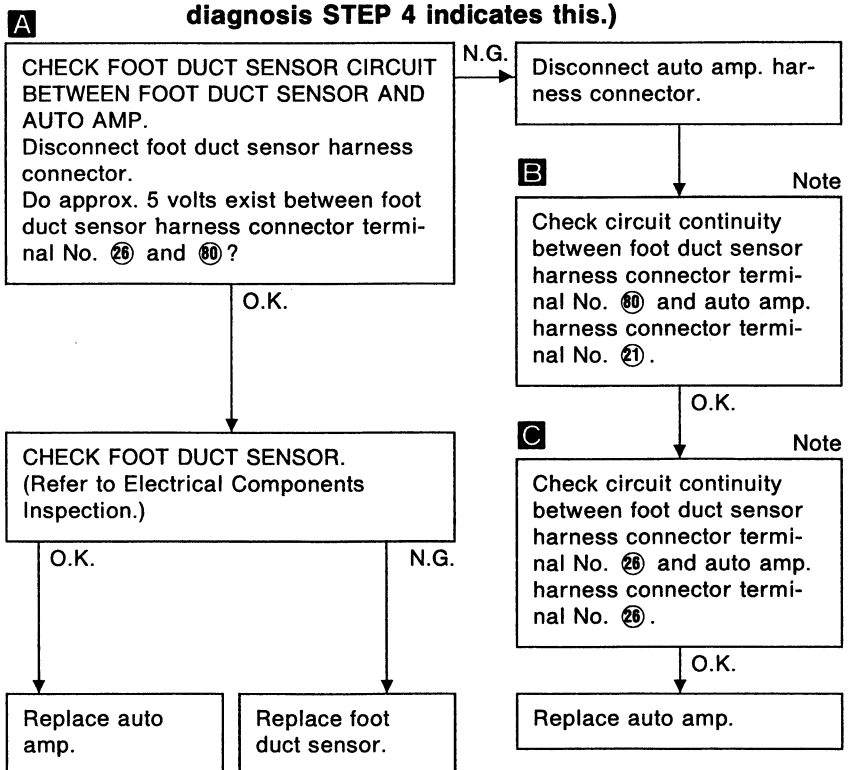 diagnosis STEP 4 indicates this.)
A
CHECK FOOT DUCT SENSOR CIRCUIT
BETWEEN FOOT DUCT SENSOR AND
AUTO AMP.
Disconnect foot duct sensor harness
connector.
Do approx. 5 volts exist between foot
duct sensor harness connector termi-
nal No. ㉖ and 80 ?
N.G.
Disconnect auto amp. har-
ness connector.
B
Note
Check circuit continuity
between foot duct sensor
harness connector termi-
nal No. 80 and auto amp.
harness connector termi-
nal No. ㉑.
O.K.
O.K.
C
Note
Check circuit continuity
between foot duct sensor
harness connector termi-
nal No. ㉖ and auto amp.
harness connector termi-
nal No. ㉖.
O.K.
CHECK FOOT DUCT SENSOR.
(Refer to Electrical Components
Inspection.)
O.K.
N.G.
Replace auto
amp.
Replace foot
duct sensor.
Replace auto amp.